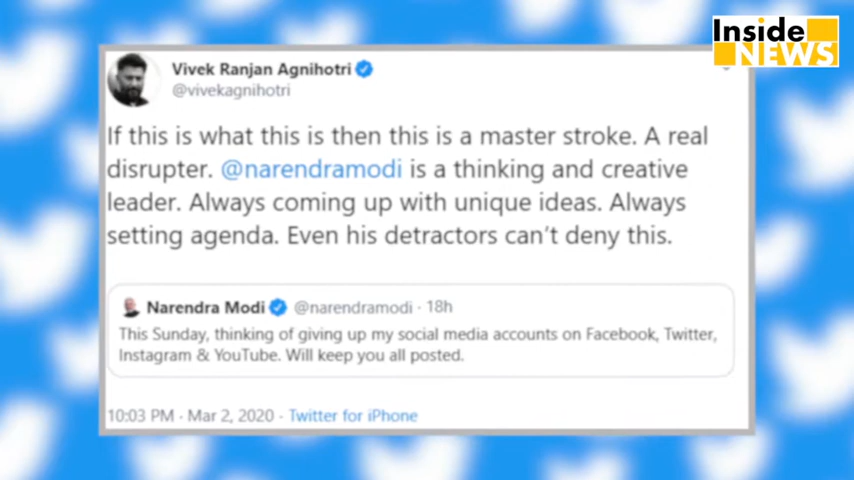 Inside
NEWS
Vivek Ranjan Agnihotri
@vivekagnihotri
If this is what this is then this is a master stroke. A real
disrupter. @narendramodi is a thinking and creative
leader. Always coming up with unique ideas. Always
setting agenda. Even his detractors can't deny this.
Narendra Modi @narendramodi · 18h
This Sunday, thinking of giving up my social media accounts on Facebook, Twitter,
Instagram & YouTube. Will keep you all posted.
10:03 PM · Mar 2, 2020 · Twitter for iPhone